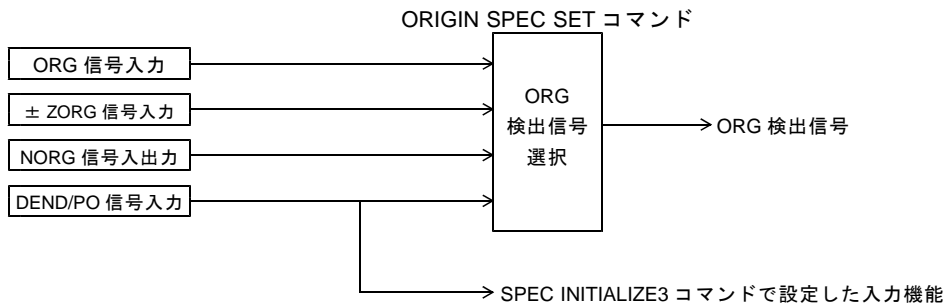 ORIGIN SPEC SET コマンド
ORG 信号入力
± ZORG 信号入力
NORG 信号入出力
DEND/PO 信号入力
ORG
検出信号
選択
ORG 検出信号
SPEC INITIALIZE3 コマンドで設定した入力機能